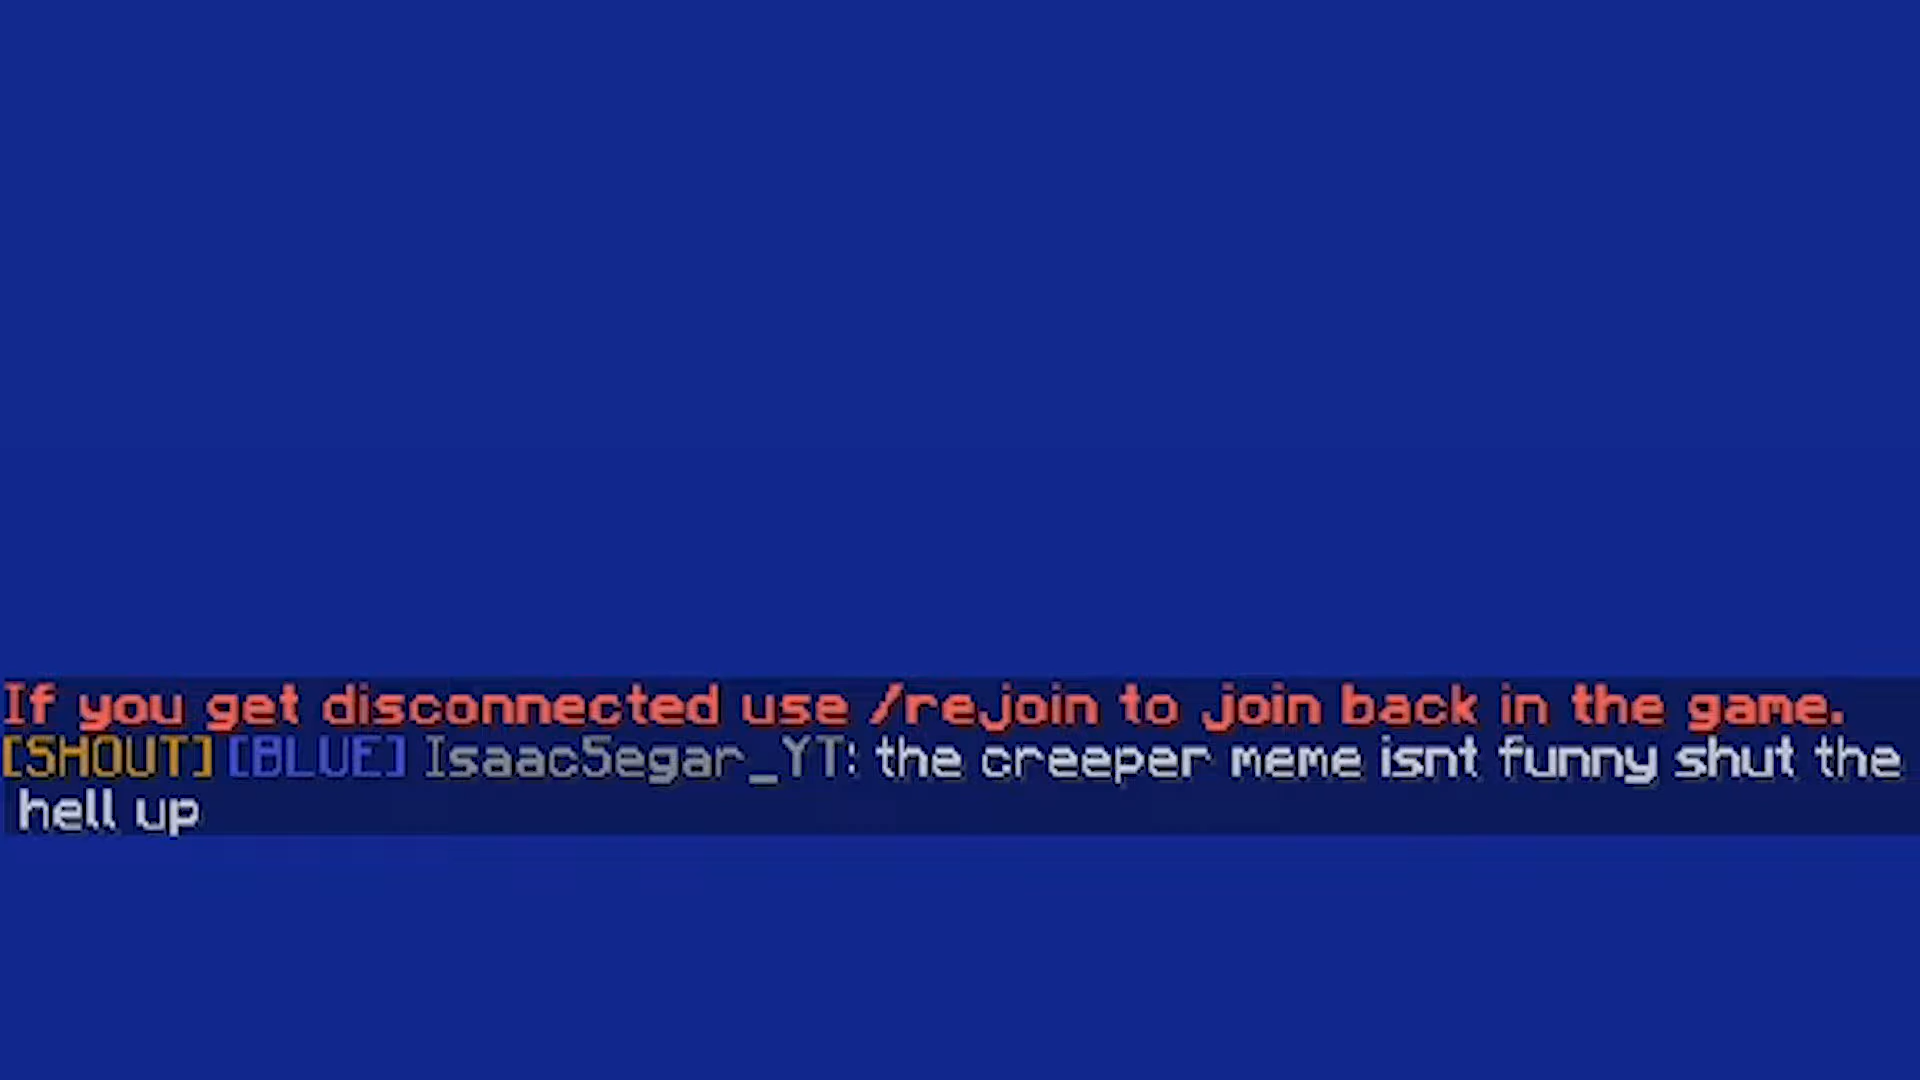 If you get disconnected use /rejoin to join back in the game.
[SHOUT] [BLUE] Isaac5egar_YT: the creeper meme isnt funny shut the
hell up